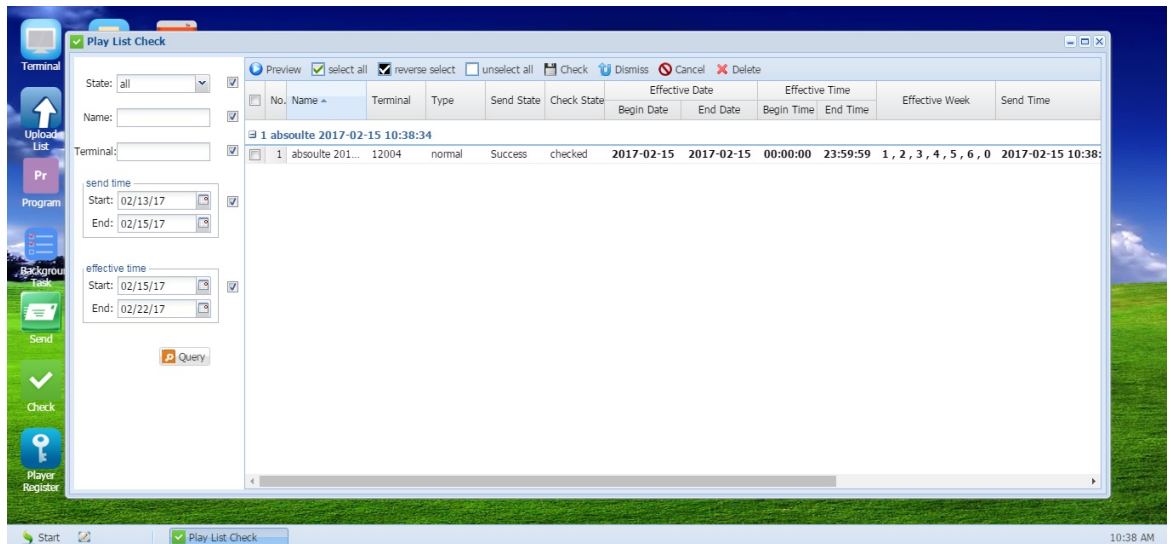 Play List Check
Terminal
Upload
List
Pr
Program
Backgrou
Task
Send
Check
Player
Register
State: all
Name:
Terminal:
send time
Start: 02/13/17
End: 02/15/17
effective time
Start: 02/15/17
End: 02/22/17
Query
Preview select all reverse select unselect all Check Dismiss Cancel Delete
No. Name Terminal Type Send State Check State Effective Date Effective Time Effective Week Send Time
Begin Date End Date Begin Time End Time
1 absoulte 2017-02-15 10:38:34
1 absoulte 201... 12004 normal Success checked 2017-02-15 2017-02-15 00:00:00 23:59:59 1 , 2 , 3 , 4 , 5 , 6 , 0 2017-02-15 10:38:
Start Play List Check 10:38 AM